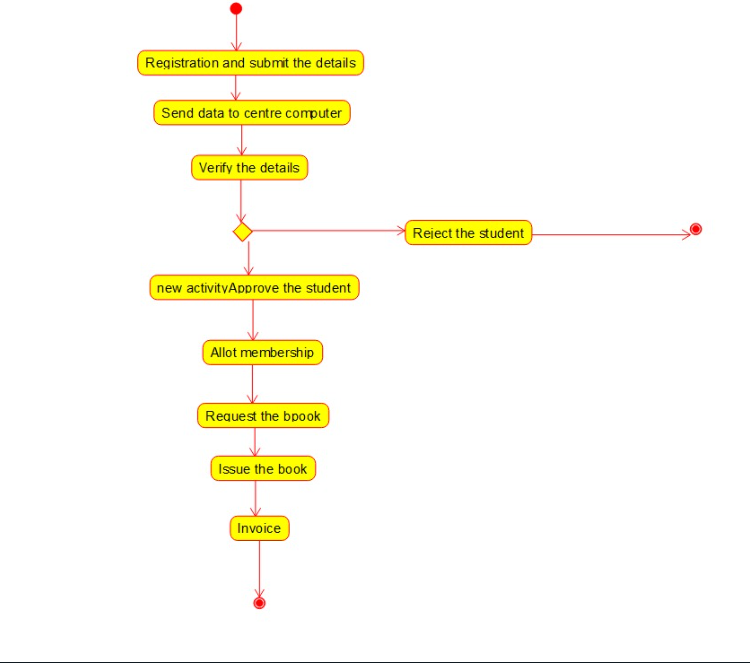 Registration and submit the details
Send data to centre computer
Verify the details
Reject the student
new activityApprove the student
Allot membership
Request the bpook
Issue the book
Invoice